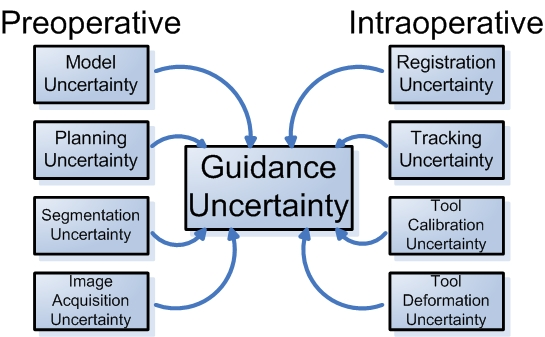 Preoperative
Intraoperative
Model
Uncertainty
Planning
Uncertainty
Segmentation
Uncertainty
Image
Acquisition
Uncertainty
Guidance
Uncertainty
Registration
Uncertainty
Tracking
Uncertainty
Tool
Calibration
Uncertainty
Tool
Deformation
Uncertainty